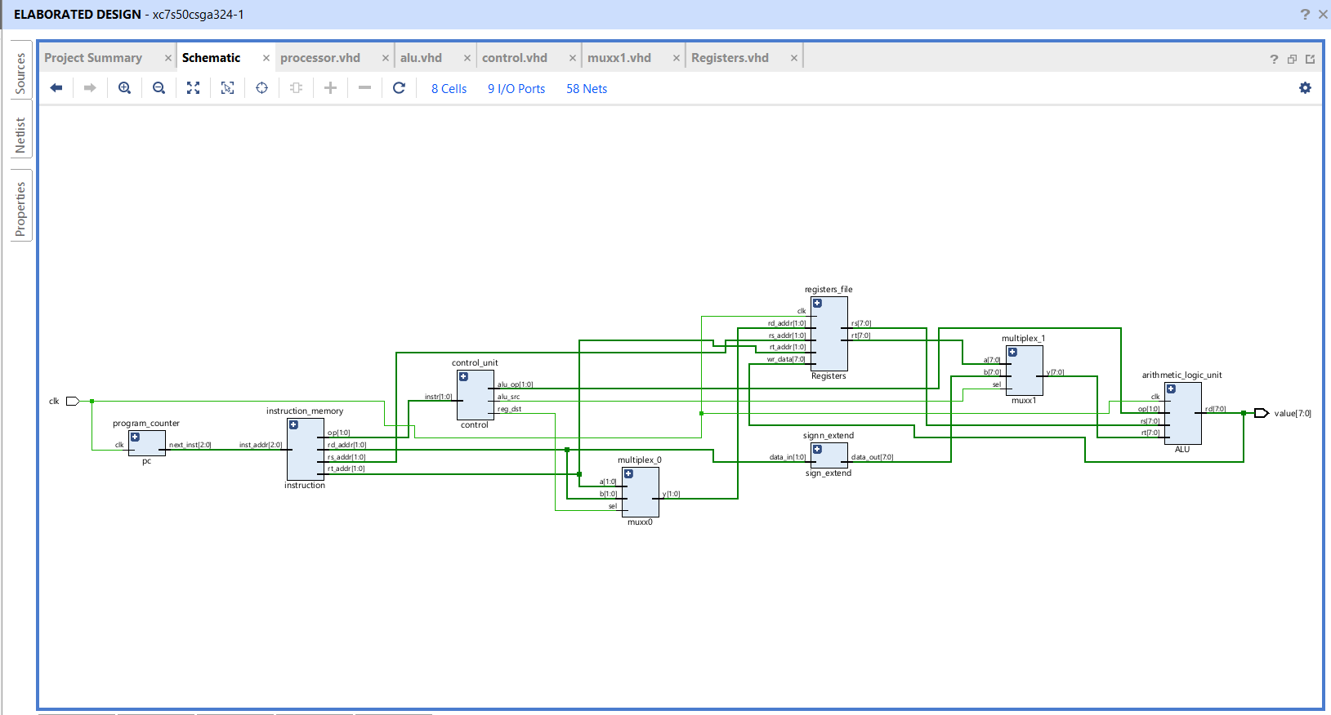 ELABORATED DESIGN - xc7s50csga324-1
Sources
Netlist
Properties
Project Summary
Schematic
processor.vhd
alu.vhd
control.vhd
muxx1.vhd
Registers.vhd
8 Cells
9 I/O Ports
58 Nets
clk
program_counter
clk
next_inst[2:0]
pc
instruction_memory
inst_addr[2:0]
op[1:0]
rd_addr[1:0]
rs_addr[1:0]
rt_addr[1:0]
instruction
control_unit
instr[1:0]
alu_op[1:0]
alu_src
reg_dst
control
multiplex_0
a[1:0]
b[1:0]
sel
y[1:0]
muxx0
registers_file
clk
rd_addr[1:0]
rs_addr[1:0]
rt_addr[1:0]
wr_data[7:0]
rs[7:0]
rt[7:0]
Registers
signn_extend
data_in[1:0]
data_out[7:0]
sign_extend
multiplex_1
a[7:0]
b[7:0]
sel
y[7:0]
muxx1
arithmetic_logic_unit
clk
op[1:0]
rs[7:0]
rt[7:0]
rd[7:0]
ALU
value[7:0]